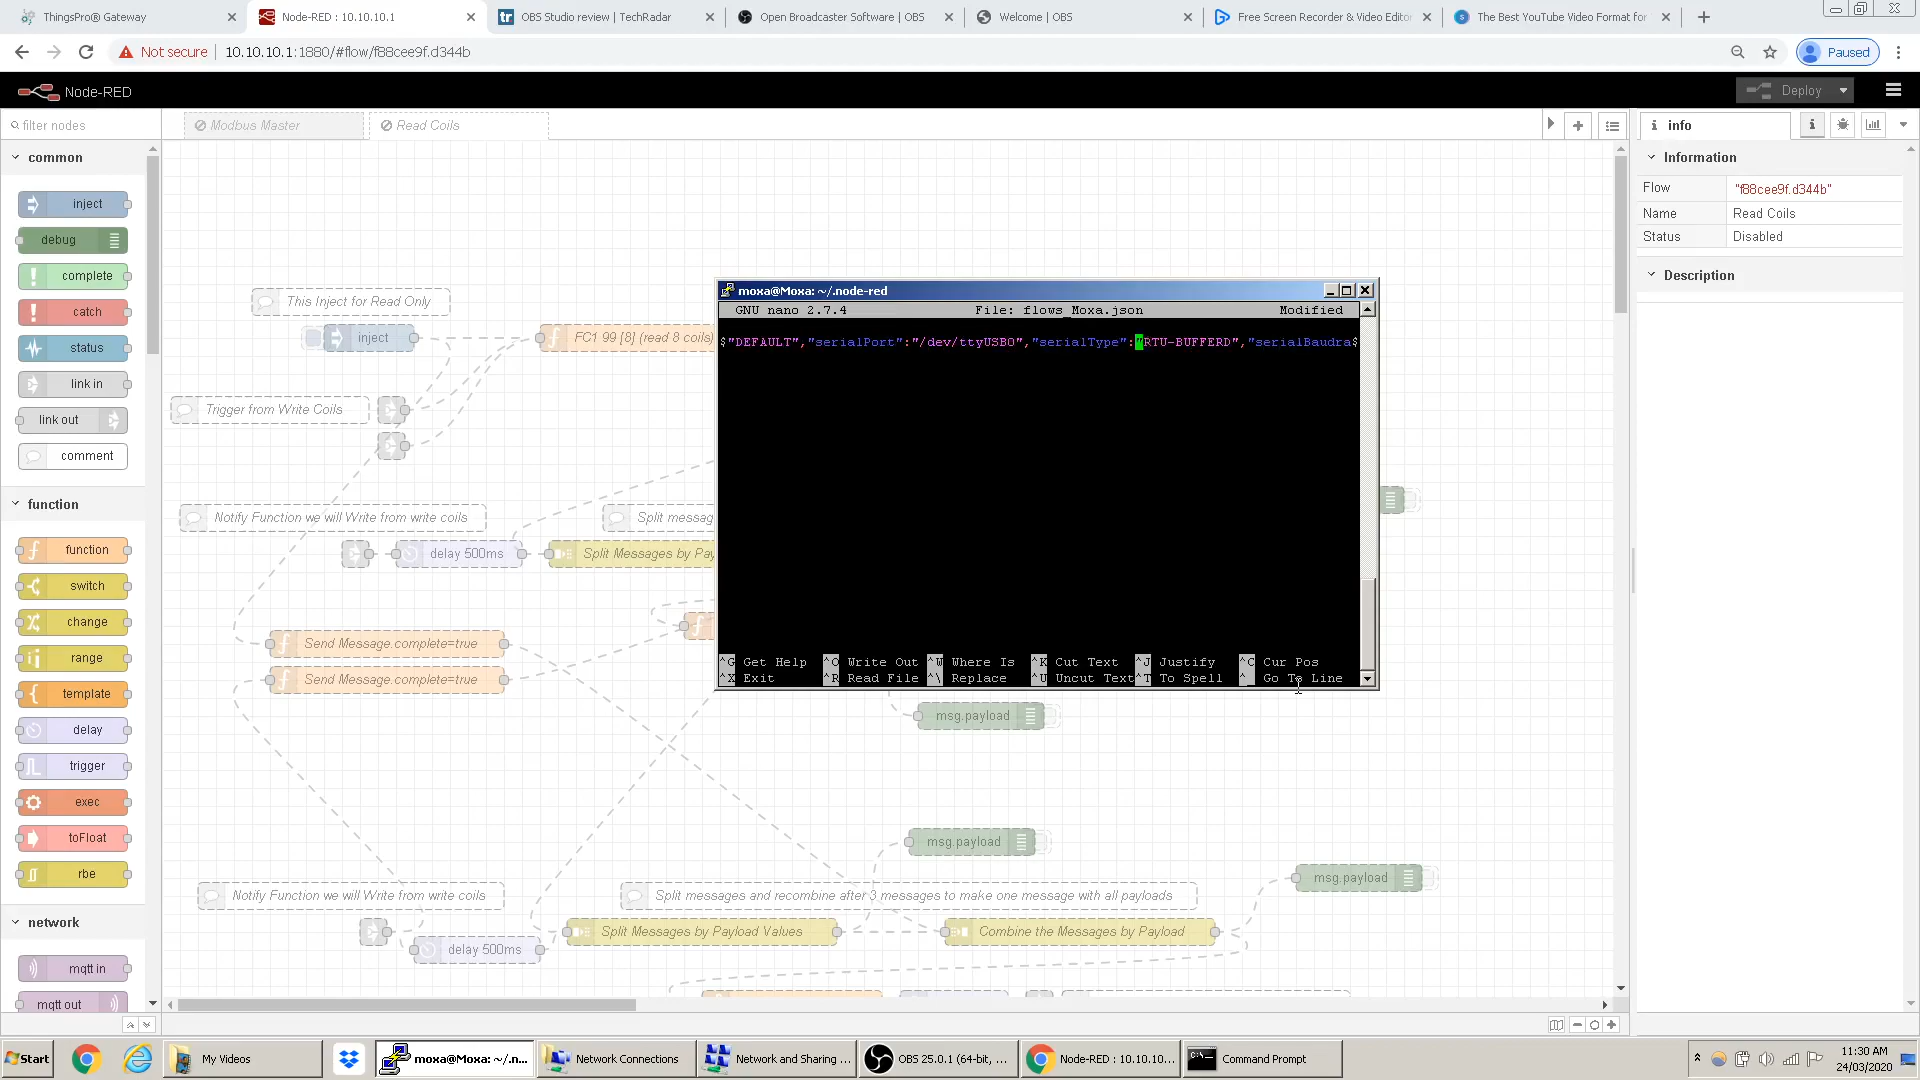 ThingsPro® Gateway
Node-RED : 10.10.10.1
OBS Studio review | TechRadar
Open Broadcaster Software | OBS
Welcome | OBS
Free Screen Recorder & Video Editor
The Best YouTube Video Format for
Not secure
10.10.10.1:1880/#flow/f88cee9f.d344b
Paused
Node-RED
Deploy
filter nodes
Modbus Master
Read Coils
info
common
inject
debug
complete
catch
status
link in
link out
comment
function
function
switch
change
range
template
delay
trigger
exec
toFloat
rbe
network
mqtt in
mqtt out
This Inject for Read Only
inject
FC1 99 [8] (read 8 coils)
Trigger from Write Coils
Notify Function we will Write from write coils
Split messag
delay 500ms
Split Messages by Pay
Send Message.complete=true
Send Message.complete=true
msg.payload
msg.payload
msg.payload
Notify Function we will Write from write coils
Split messages and recombine after 3 messages to make one message with all payloads
delay 500ms
Split Messages by Payload Values
Combine the Messages by Payload
moxa@Moxa: ~/.node-red
GNU nano 2.7.4 File: flows_Moxa.json Modified
$"DEFAULT","serialPort":"/dev/ttyUSB0","serialType":"RTU-BUFFERD","serialBaudra$
^G Get Help ^O Write Out ^W Where Is ^K Cut Text ^J Justify ^C Cur Pos
^X Exit ^R Read File ^\ Replace ^U Uncut Text ^T To Spell ^_ Go To Line
Information
Flow "f88cee9f.d344b"
Name Read Coils
Status Disabled
Description
Start
My Videos
moxa@Moxa: ~/.n...
Network Connections
Network and Sharing ...
OBS 25.0.1 (64-bit, ...
Node-RED : 10.10.10...
Command Prompt
11:30 AM
24/03/2020